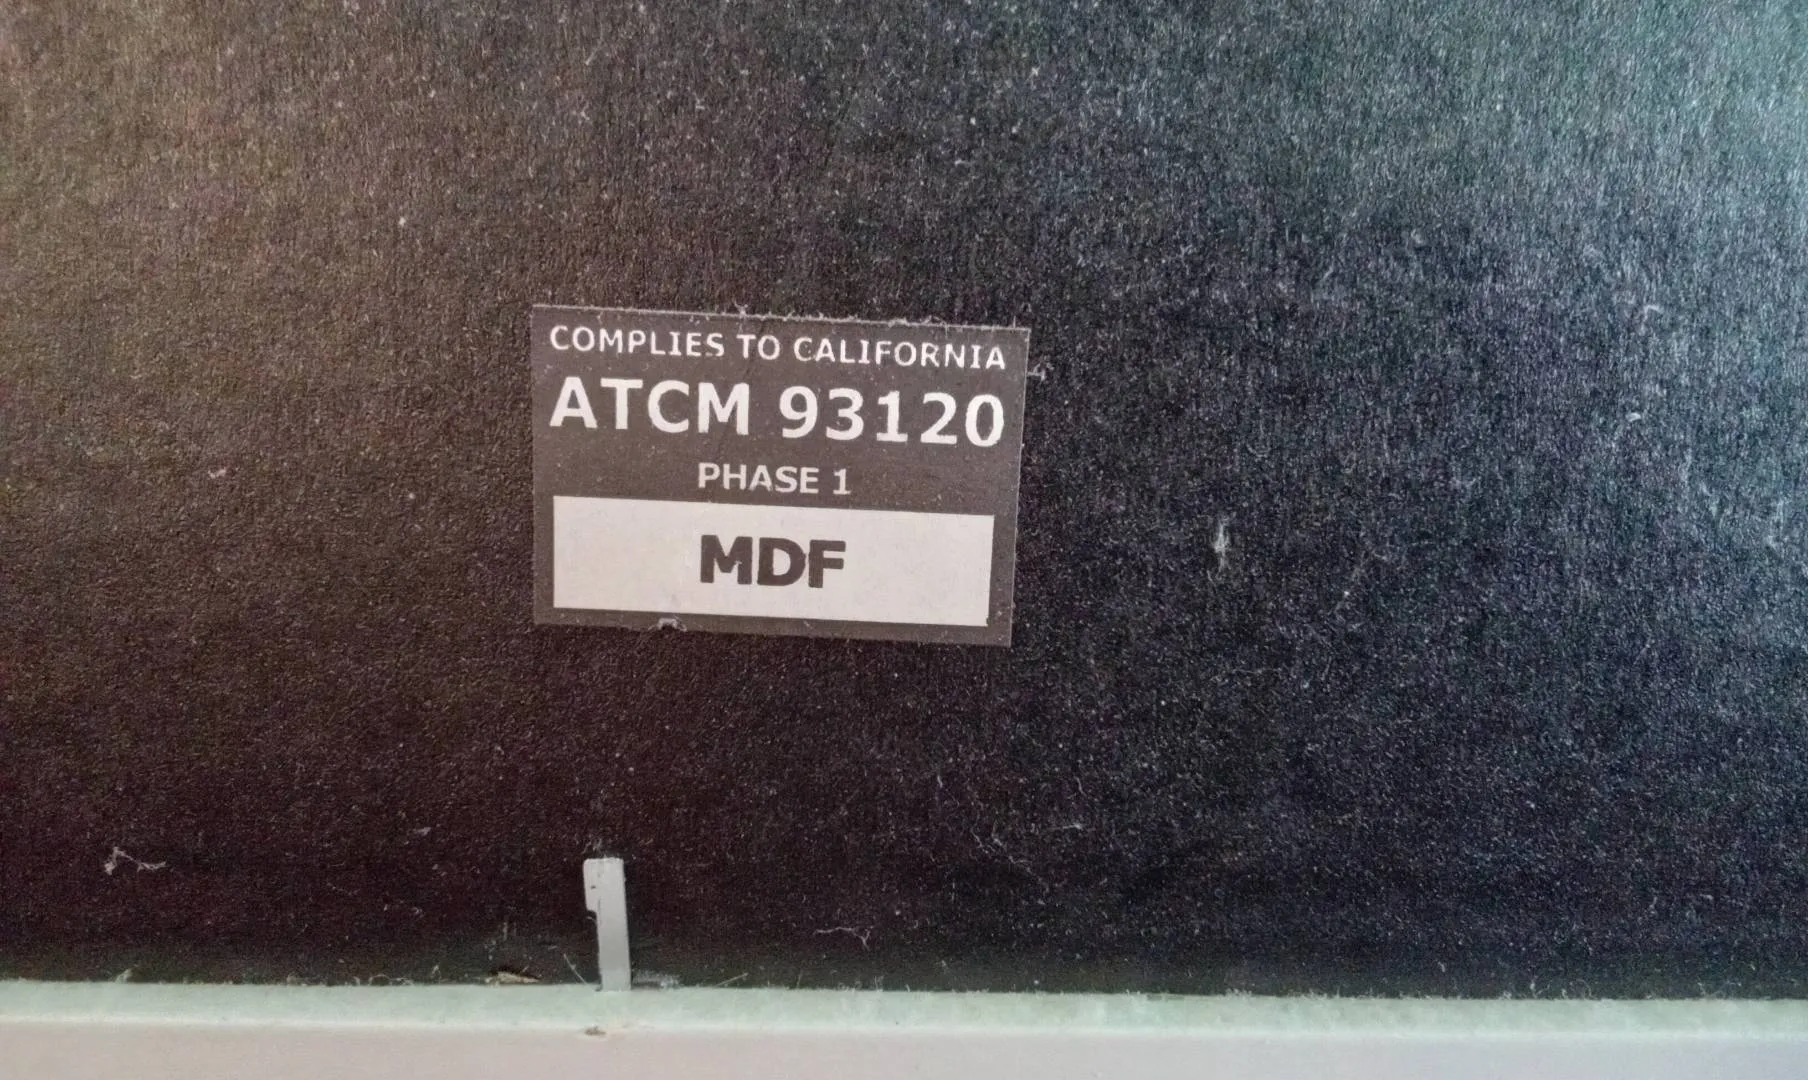 COMPLIES TO CALIFORNIA
ATCM 93120
PHASE 1
MDF